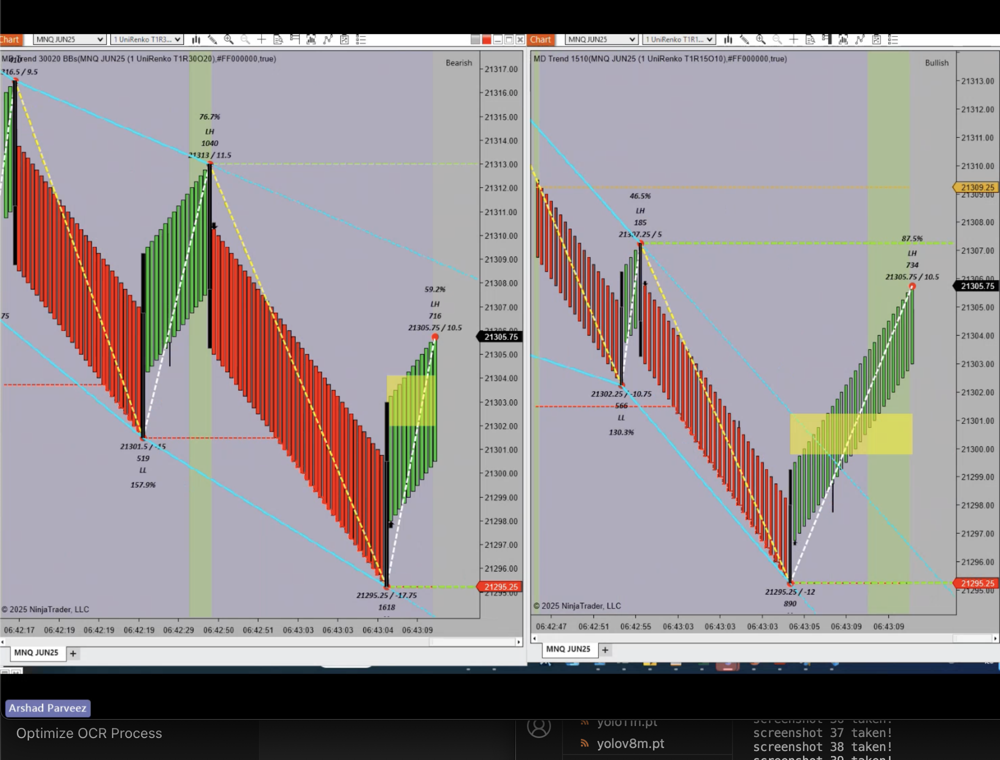 Chart MNQ JUN25 1 UniRenko T1R3...
MD Trend 30020 BBs(MNQ JUN25 (1 UniRenko T1R30O20),#FF000000,true)
Bearish
316.5 / 9.5
76.7%
LH
1040
21313 / 11.5
59.2%
LH
716
21305.75 / 10.5
75
21301.5 / -15
519
LL
157.9%
21295.25 / -17.75
1618
21317.00
21316.00
21315.00
21314.00
21313.00
21312.00
21311.00
21310.00
21309.00
21308.00
21307.00
21305.75
21305.00
21304.00
21303.00
21302.00
21301.00
21300.00
21299.00
21298.00
21297.00
21296.00
21295.25
© 2025 NinjaTrader, LLC
06:42:17 06:42:19 06:42:19 06:42:19 06:42:29 06:42:50 06:42:51 06:43:03 06:43:03 06:43:04 06:43:09
MNQ JUN25 +
Chart MNQ JUN25 1 UniRenko T1R1...
MD Trend 1510(MNQ JUN25 (1 UniRenko T1R15O10),#FF000000,true)
Bullish
46.5%
LH
185
21307.25 / 5
87.5%
LH
734
21305.75 / 10.5
21302.25 / -10.75
566
LL
130.3%
21295.25 / -12
890
21313.00
21312.00
21311.00
21310.00
21309.25
21308.00
21307.00
21305.75
21304.00
21303.00
21302.00
21301.00
21300.00
21299.00
21298.00
21297.00
21296.00
21295.25
© 2025 NinjaTrader, LLC
06:42:47 06:42:51 06:42:55 06:43:03 06:43:03 06:43:05 06:43:09 06:43:09
MNQ JUN25 +
Arshad Parveez
Optimize OCR Process
yolo11n.pt
yolov8m.pt
screenshot 37 taken!
screenshot 38 taken!